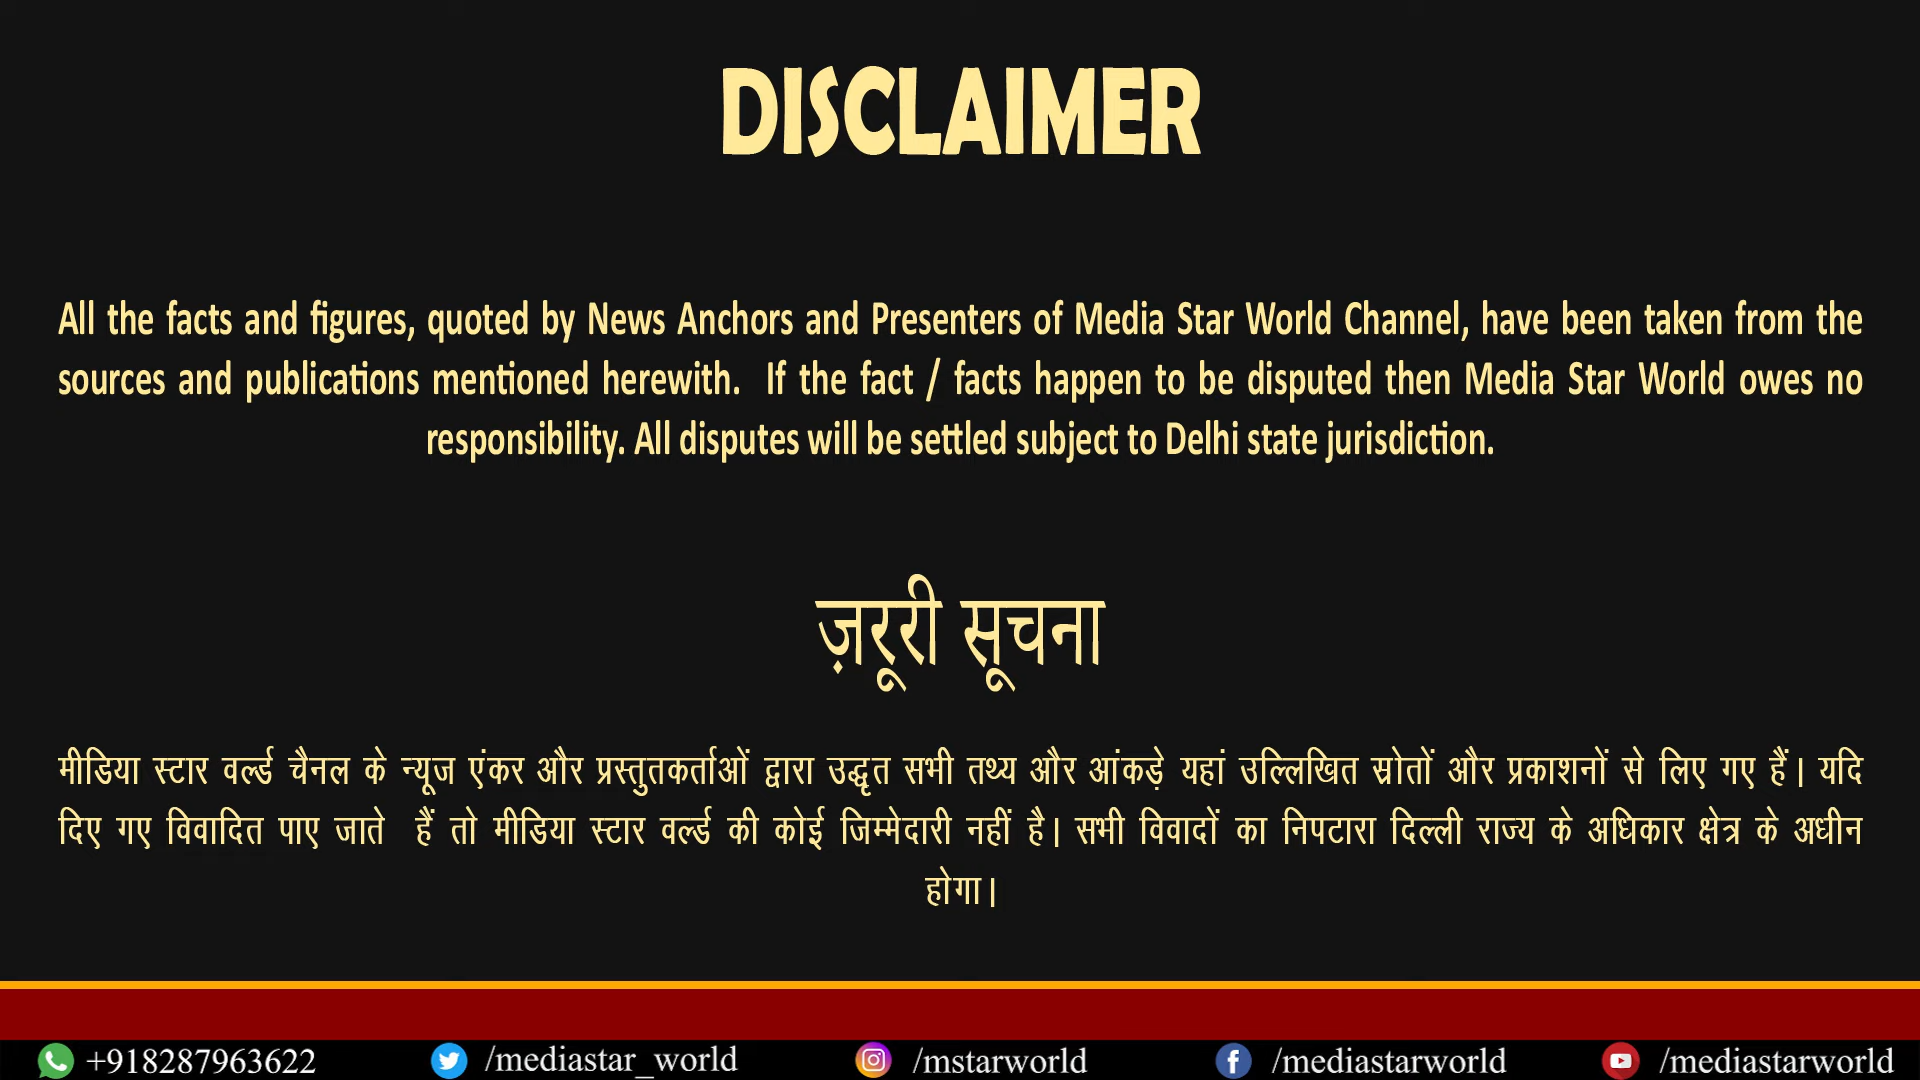 DISCLAIMER
All the facts and figures, quoted by News Anchors and Presenters of Media Star World Channel, have been taken from the
sources and publications mentioned herewith. If the fact / facts happen to be disputed then Media Star World owes no
responsibility. All disputes will be settled subject to Delhi state jurisdiction.
ज़रूरी सूचना
मीडिया स्टार वर्ल्ड चैनल के न्यूज एंकर और प्रस्तुतकर्ताओं द्वारा उद्धृत सभी तथ्य और आंकड़े यहां उल्लिखित स्रोतों और प्रकाशनों से लिए गए हैं। यदि
दिए गए विवादित पाए जाते हैं तो मीडिया स्टार वर्ल्ड की कोई जिम्मेदारी नहीं है। सभी विवादों का निपटारा दिल्ली राज्य के अधिकार क्षेत्र के अधीन
होगा।
+918287963622 /mediastar_world /mstarworld /mediastarworld /mediastarworld